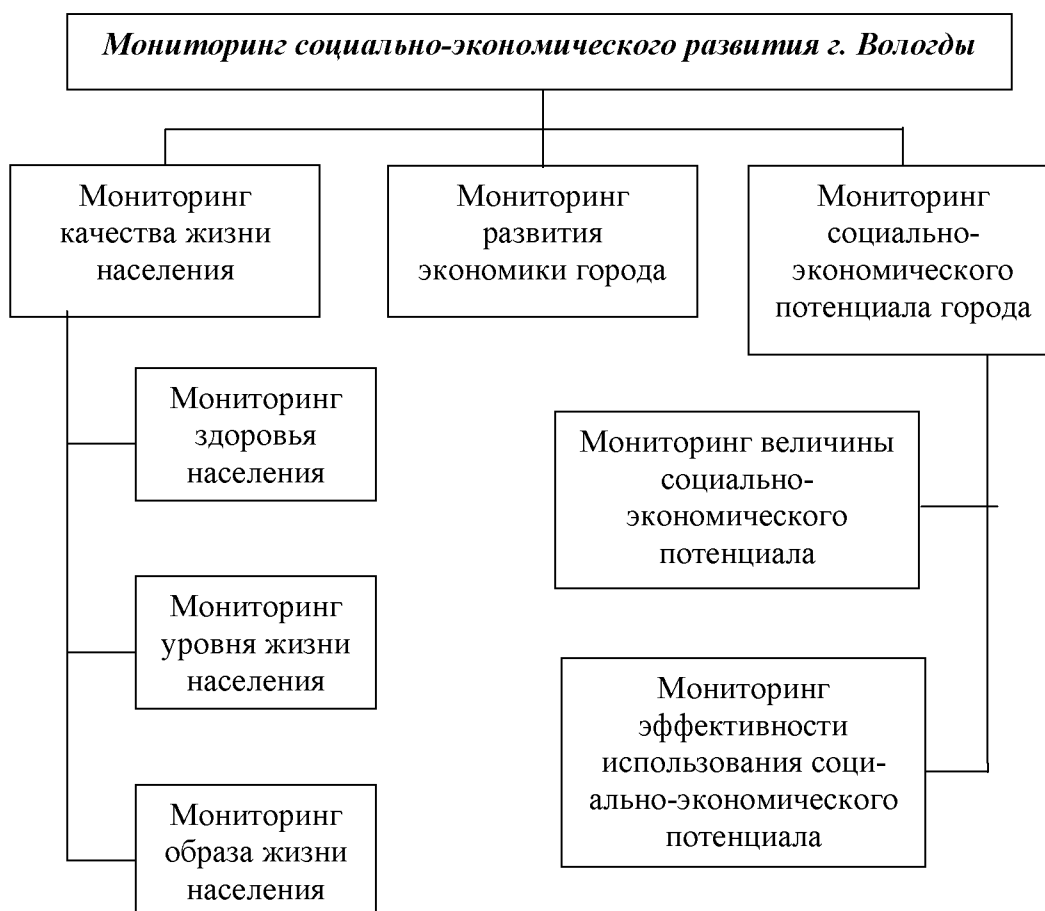 Мониторинг социально-экономического развития г. Вологды
Мониторинг
качества жизни
населения
Мониторинг
развития
экономики города
Мониторинг
социально-
экономического
потенциала города
Мониторинг
здоровья
населения
Мониторинг
уровня жизни
населения
Мониторинг
образа жизни
населения
Мониторинг величины
социально-
экономического
потенциала
Мониторинг
эффективности
использования соци-
ально-экономического
потенциала